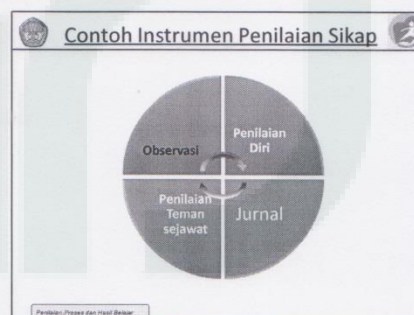 Contoh Instrumen Penilaian Sikap
Observasi
Penilaian
Diri
Penilaian
Teman
sejawat
Jurnal
Penilaian Proses dan Hasil Belajar